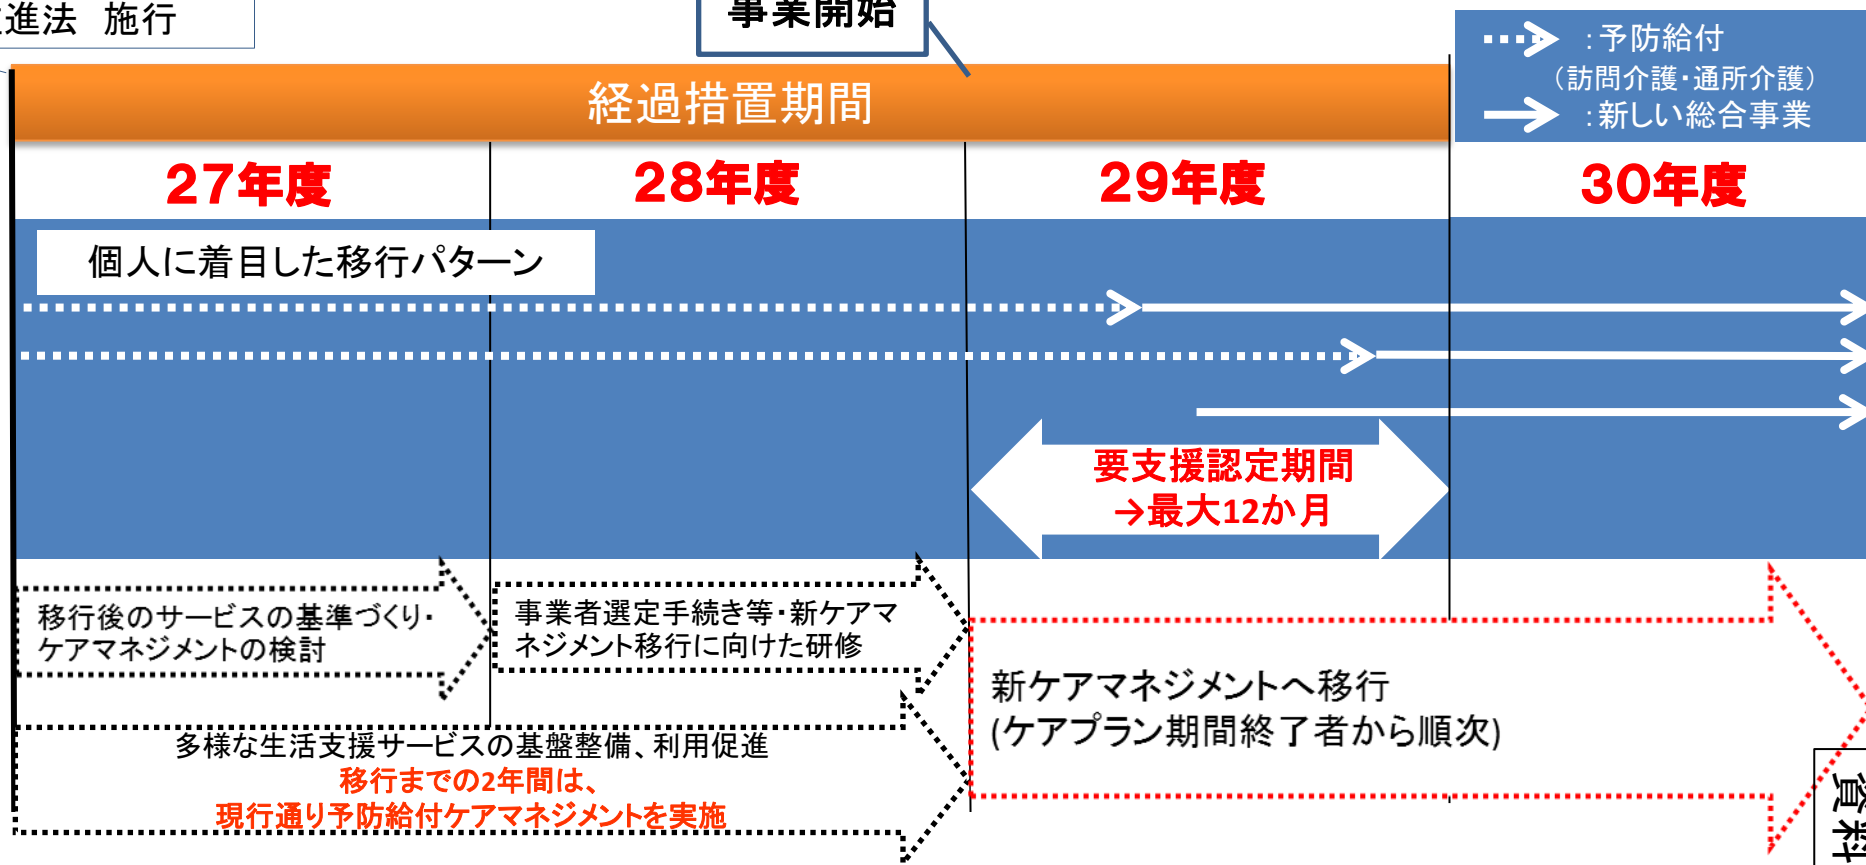 進法 施行
事業開始
：予防給付
（訪問介護・通所介護）
：新しい総合事業
経過措置期間
27年度
28年度
29年度
30年度
個人に着目した移行パターン
要支援認定期間
→最大12か月
移行後のサービスの基準づくり・
ケアマネジメントの検討
事業者選定手続き等・新ケアマ
ネジメント移行に向けた研修
新ケアマネジメントへ移行
(ケアプラン期間終了者から順次)
多様な生活支援サービスの基盤整備、利用促進
移行までの2年間は、
現行通り予防給付ケアマネジメントを実施
資料